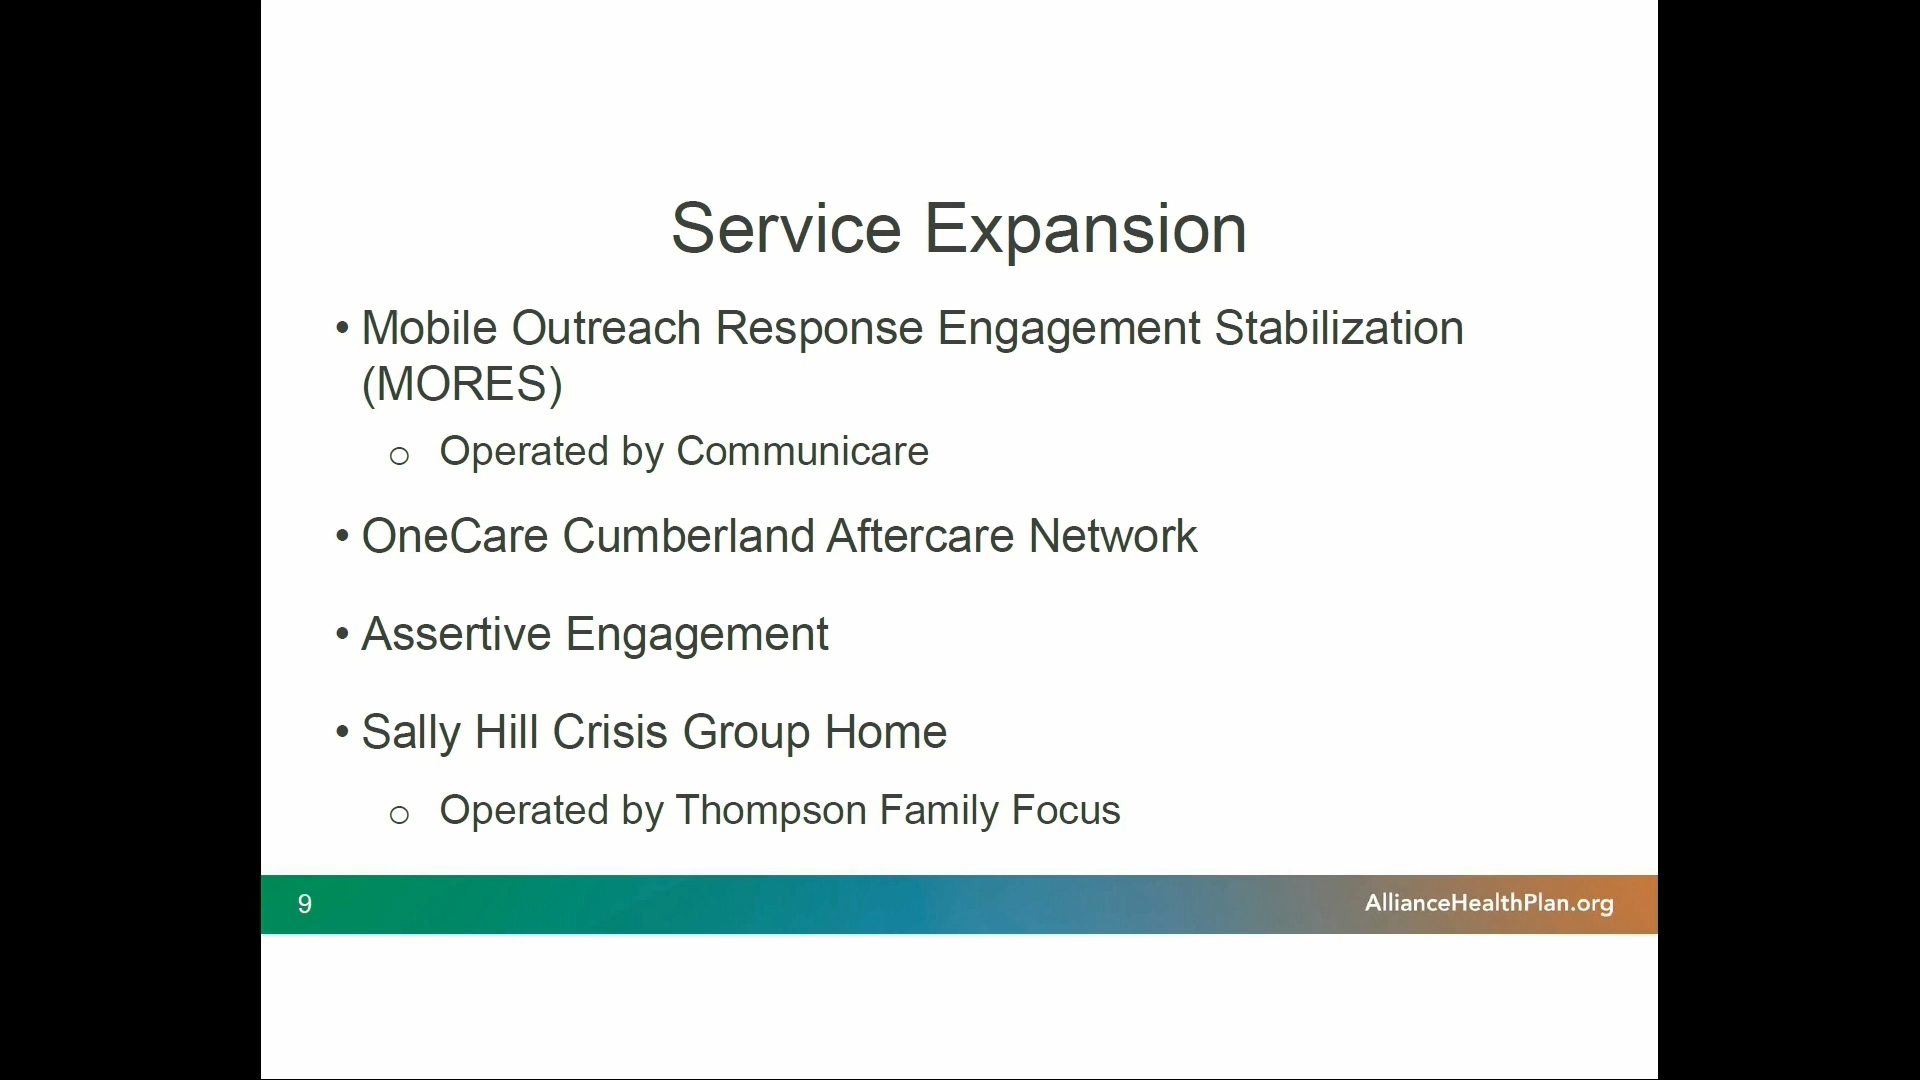 Service Expansion
• Mobile Outreach Response Engagement Stabilization
(MORES)
o Operated by Communicare
• OneCare Cumberland Aftercare Network
• Assertive Engagement
• Sally Hill Crisis Group Home
o Operated by Thompson Family Focus
9
AllianceHealthPlan.org